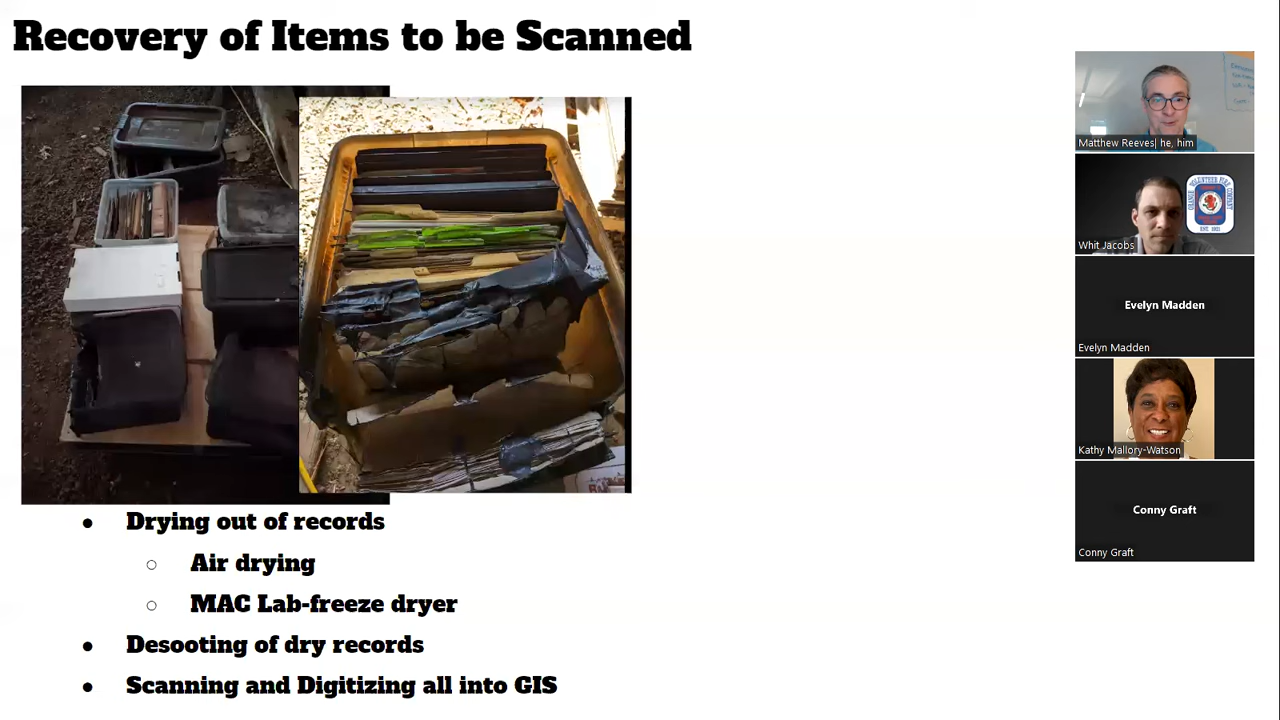 Recovery of Items to be Scanned
Matthew Reeves| he, him
Whit Jacobs
Evelyn Madden
Evelyn Madden
Kathy Mallory-Watson
Conny Graft
Conny Graft
● Drying out of records
○ Air drying
○ MAC Lab-freeze dryer
● Desooting of dry records
● Scanning and Digitizing all into GIS